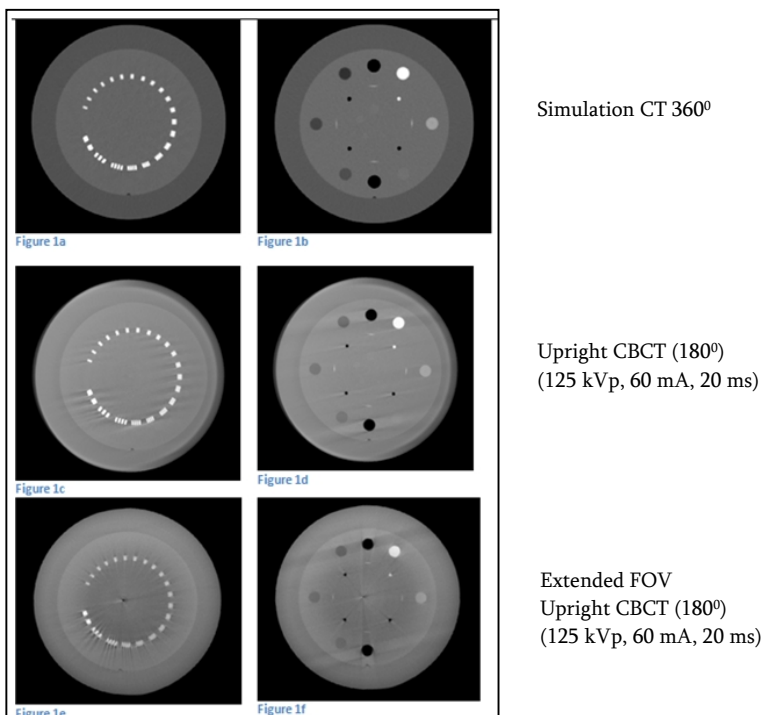 Simulation CT 360⁰
Figure 1a
Figure 1b
Upright CBCT (180⁰)
(125 kVp, 60 mA, 20 ms)
Figure 1c
Figure 1d
Extended FOV
Upright CBCT (180⁰)
(125 kVp, 60 mA, 20 ms)
Figure 1e
Figure 1f